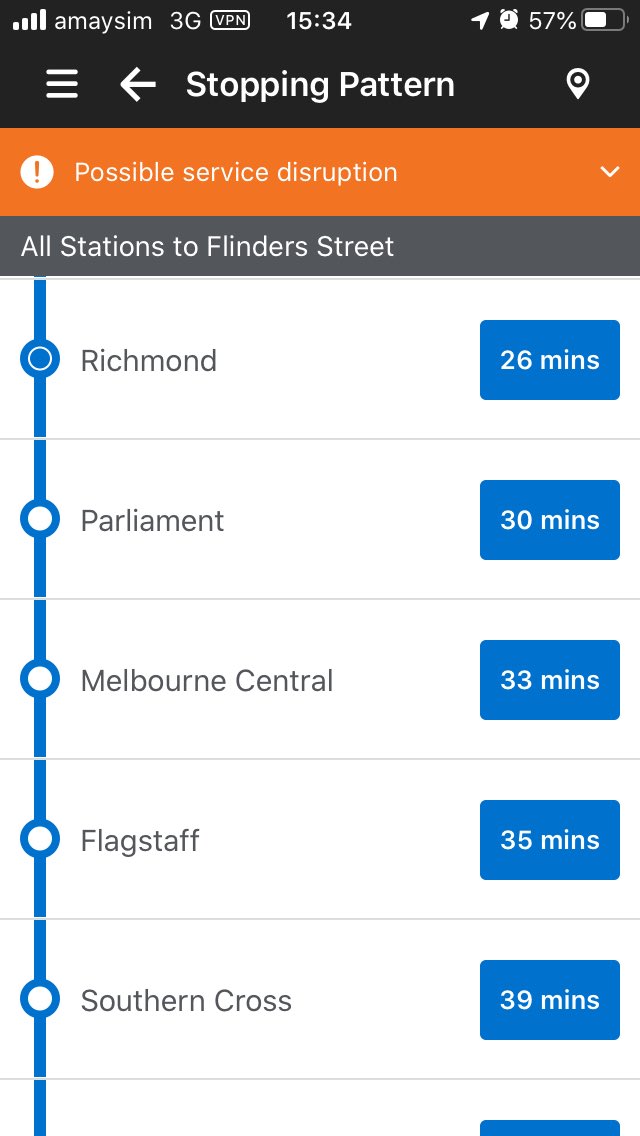 amaysim 3G VPN 15:34 57%
Stopping Pattern
Possible service disruption
All Stations to Flinders Street
Richmond 26 mins
Parliament 30 mins
Melbourne Central 33 mins
Flagstaff 35 mins
Southern Cross 39 mins